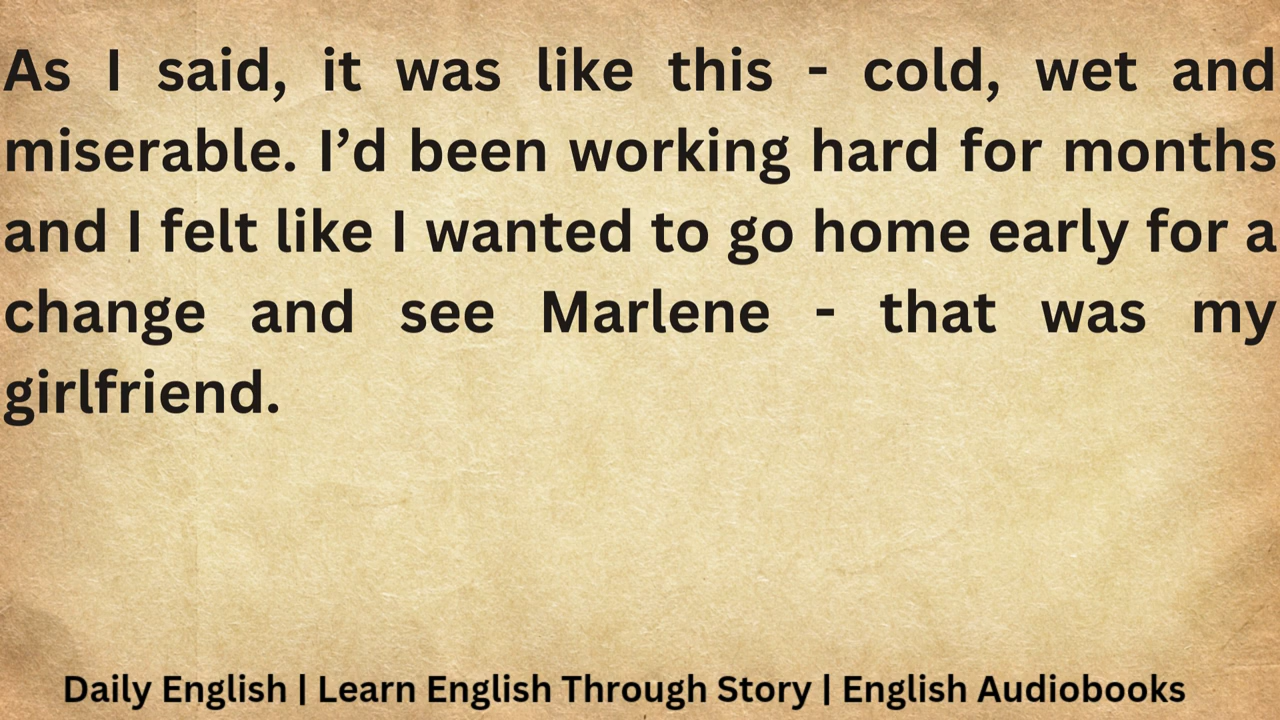 As I said, it was like this - cold, wet and
miserable. I’d been working hard for months
and I felt like I wanted to go home early for a
change and see Marlene - that was my
girlfriend.
Daily English | Learn English Through Story | English Audiobooks